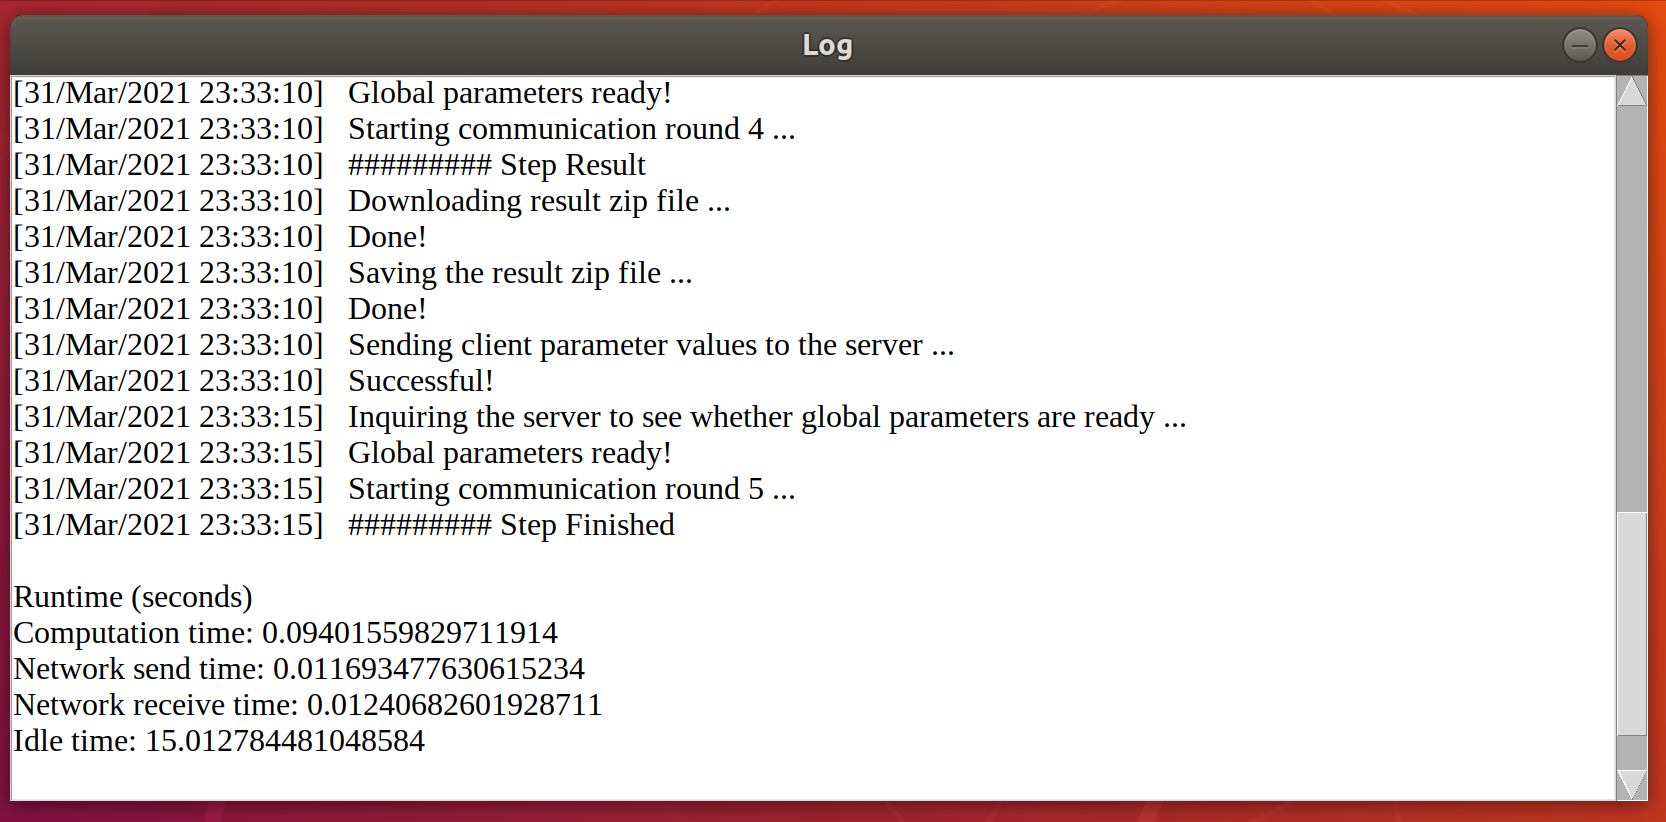 Log
[31/Mar/2021 23:33:10] Global parameters ready!
[31/Mar/2021 23:33:10] Starting communication round 4 ...
[31/Mar/2021 23:33:10] ######### Step Result
[31/Mar/2021 23:33:10] Downloading result zip file ...
[31/Mar/2021 23:33:10] Done!
[31/Mar/2021 23:33:10] Saving the result zip file ...
[31/Mar/2021 23:33:10] Done!
[31/Mar/2021 23:33:10] Sending client parameter values to the server ...
[31/Mar/2021 23:33:10] Successful!
[31/Mar/2021 23:33:15] Inquiring the server to see whether global parameters are ready ...
[31/Mar/2021 23:33:15] Global parameters ready!
[31/Mar/2021 23:33:15] Starting communication round 5 ...
[31/Mar/2021 23:33:15] ######### Step Finished
Runtime (seconds)
Computation time: 0.09401559829711914
Network send time: 0.011693477630615234
Network receive time: 0.01240682601928711
Idle time: 15.012784481048584